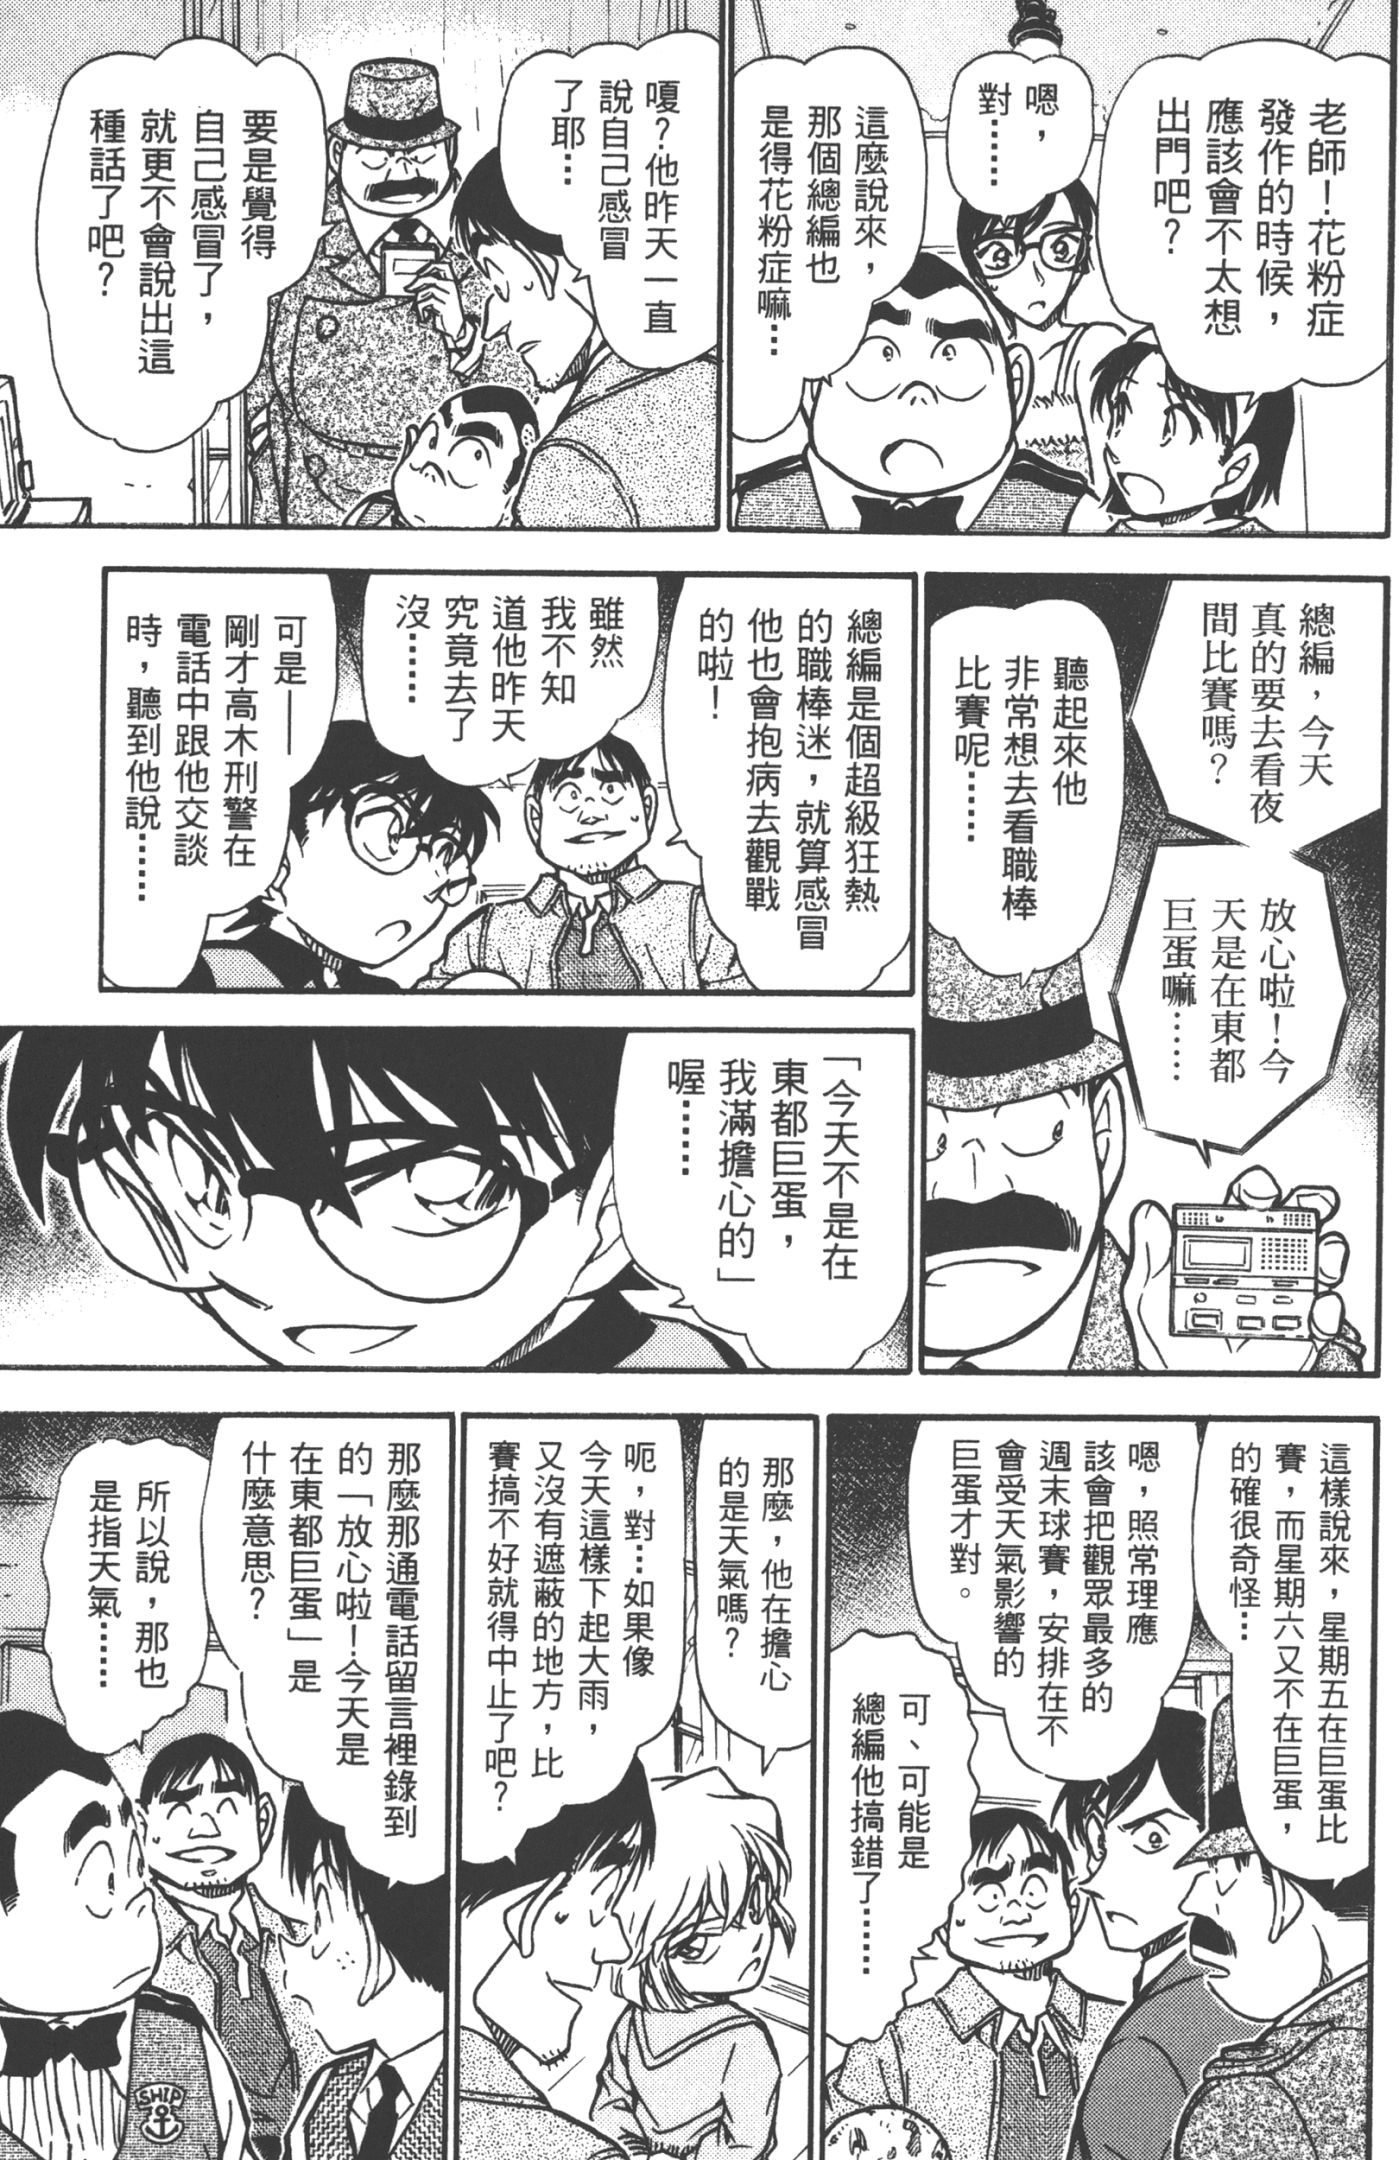 老師！花粉症
發作的時候，
應該會不太想
出門吧？
嗯，
對……
這麼說來，
那個總編也
是得花粉症嘛…
嗄？他昨天一直
說自己感冒
了耶…
要是覺得
自己感冒了，
就更不會說出這
種話了吧？
總編，今天
真的要去看夜
間比賽嗎？
放心啦！今
天是在東都
巨蛋嘛……
聽起來他
非常想去看職棒
比賽呢……
總編是個超級狂熱
的職棒迷，就算感冒
他也會抱病去觀戰
的啦！
雖然
我不知
道他昨天
究竟去了
沒……
可是——
剛才高木刑警在
電話中跟他交談
時，聽到他說……
「今天不是在
東都巨蛋，
我滿擔心的」
喔……
這樣說來，星期五在巨蛋比
賽，而星期六又不在巨蛋，
的確很奇怪…
嗯，照常理應
該會把觀眾最多的
週末球賽，安排在不
會受天氣影響的
巨蛋才對。
可、可能是
總編他搞錯了……
那麼，他在擔心
的是天氣嗎？
呃，對…如果像
今天這樣下起大雨，
又沒有遮蔽的地方，比
賽搞不好就得中止了吧？
那麼那通電話留言裡錄到
的「放心啦！今天是
在東都巨蛋」是
什麼意思？
所以說，那也
是指天氣……
SHIP